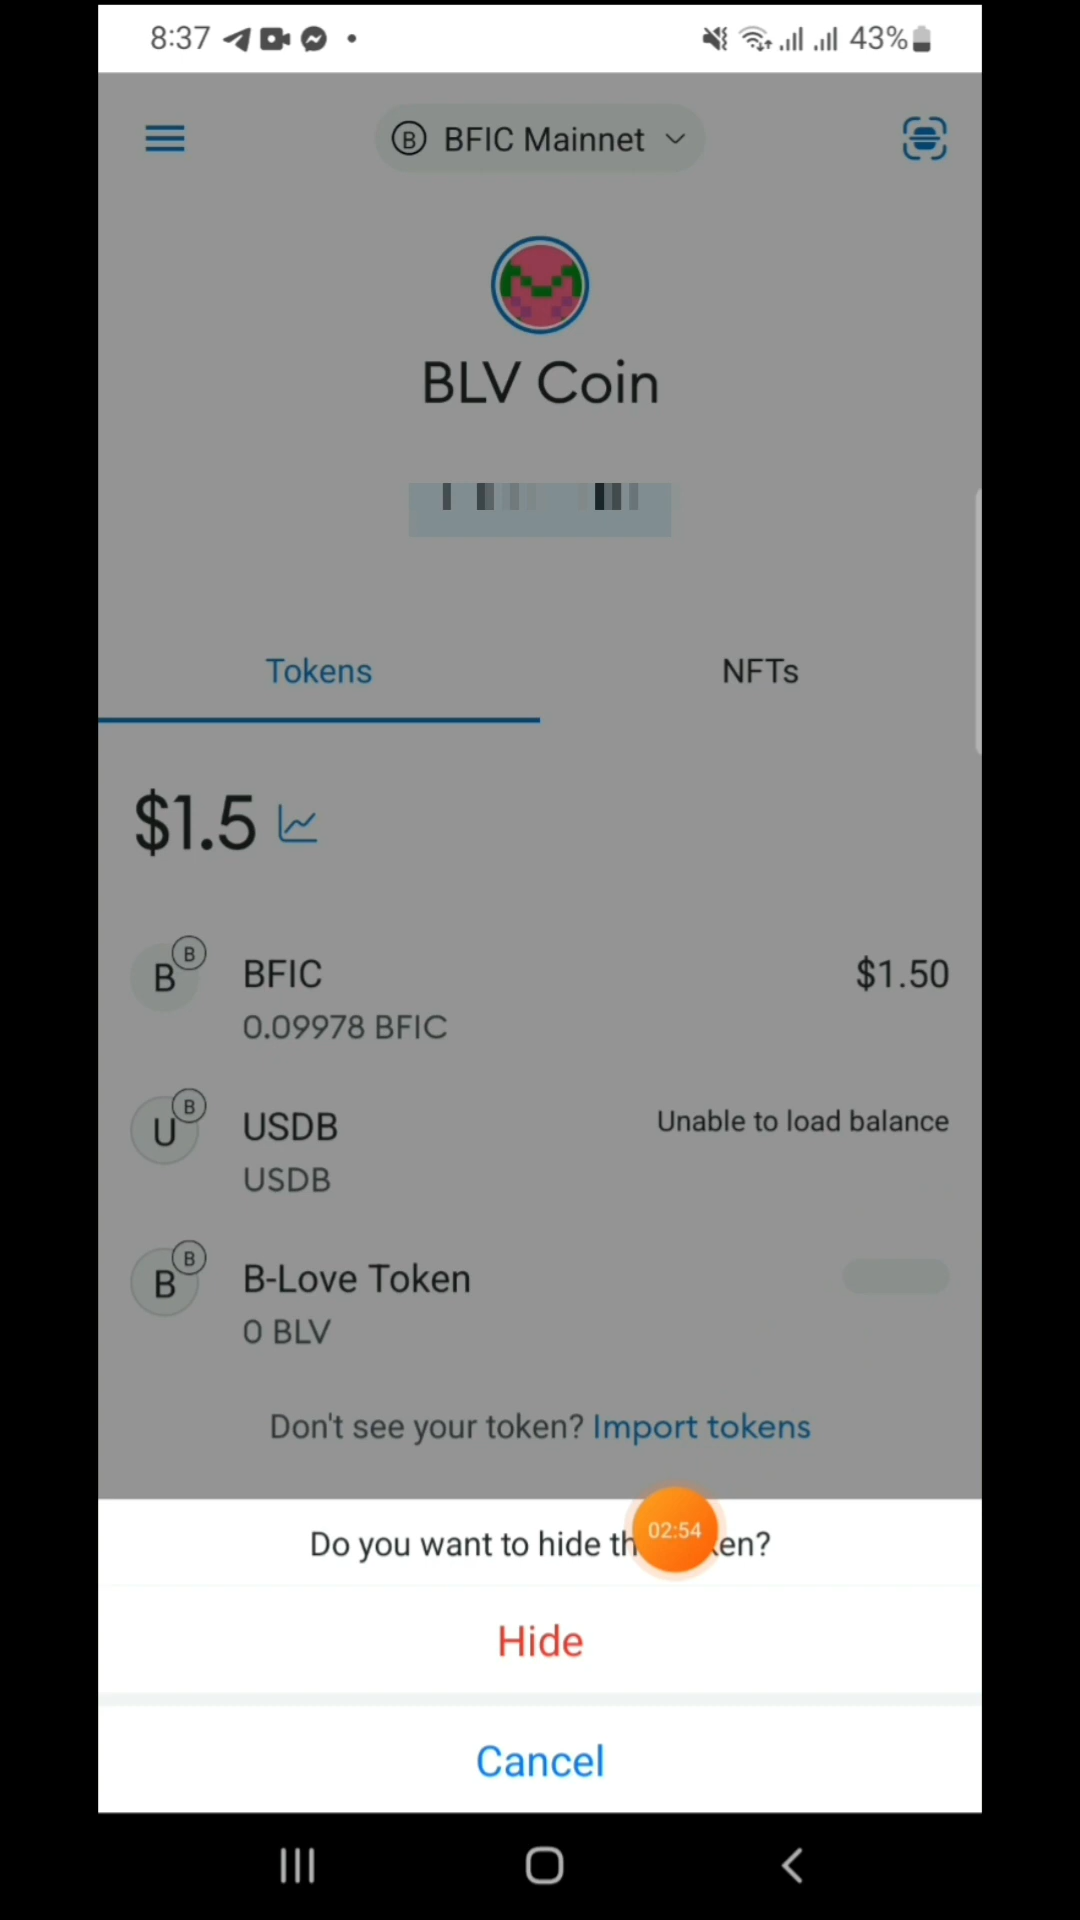 8:37 43%
B BFIC Mainnet
BLV Coin
Tokens NFTs
$1.5
B B BFIC $1.50
0.09978 BFIC
U B USDB Unable to load balance
USDB
B B B-Love Token
0 BLV
Don't see your token? Import tokens
Do you want to hide 02:54
Hide
Cancel